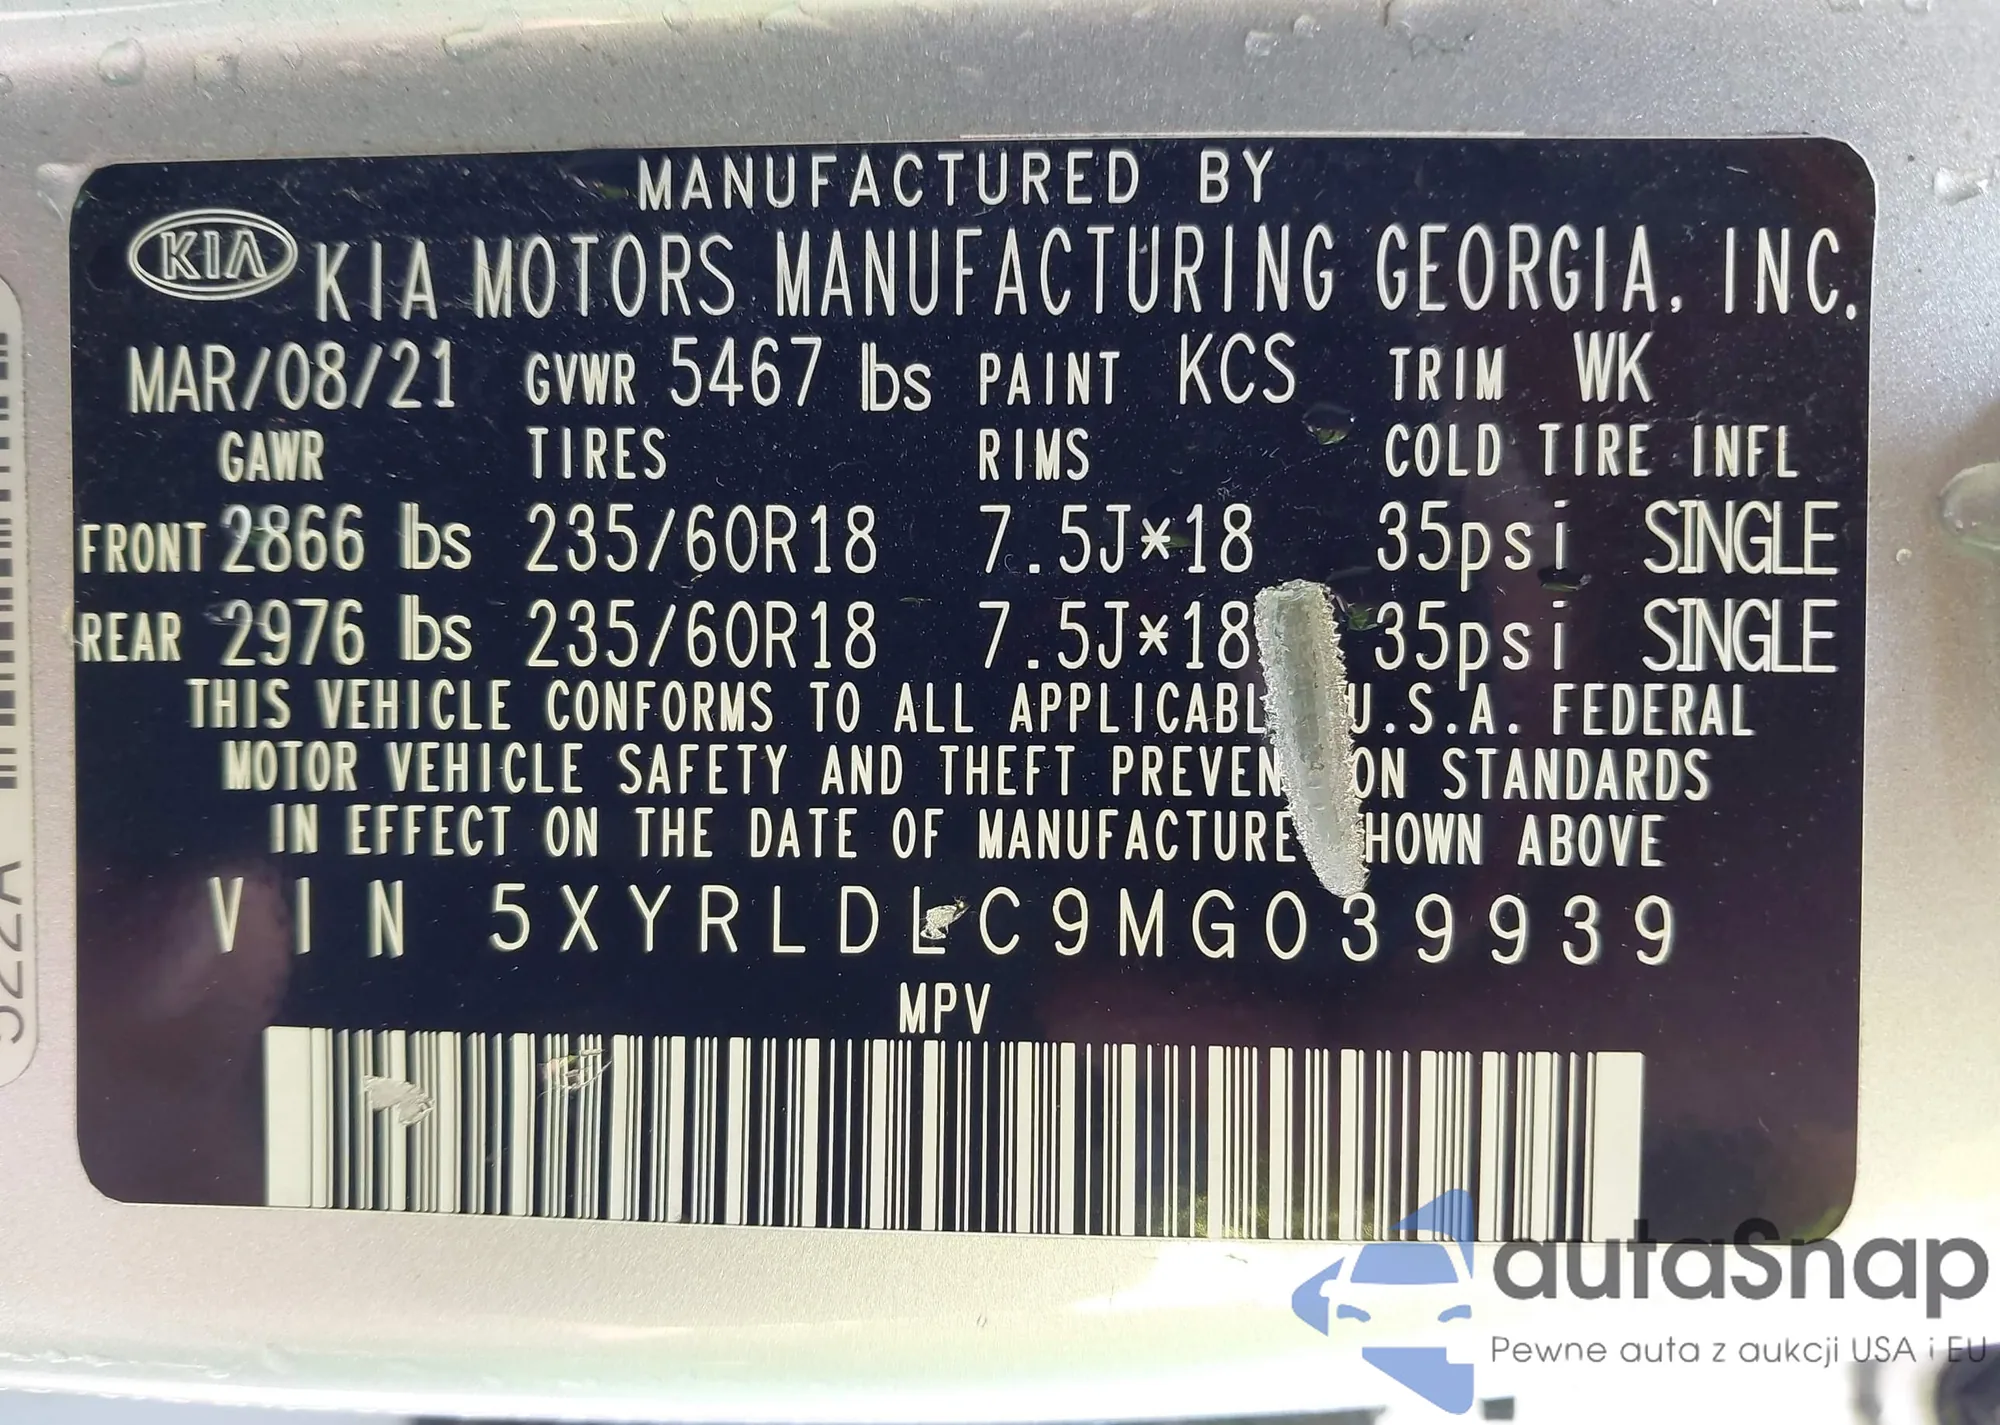 MANUFACTURED BY
KIA KIA MOTORS MANUFACTURING GEORGIA, INC.
MAR/08/21 GVWR 5467 lbs PAINT KCS TRIM WK
GAWR TIRES RIMS COLD TIRE INFL
FRONT 2866 lbs 235/60R18 7.5J*18 35psi SINGLE
REAR 2976 lbs 235/60R18 7.5J*18 35psi SINGLE
THIS VEHICLE CONFORMS TO ALL APPLICABL U.S.A. FEDERAL
MOTOR VEHICLE SAFETY AND THEFT PREVEN ON STANDARDS
IN EFFECT ON THE DATE OF MANUFACTURE HOWN ABOVE
VIN 5XYRLDLC9MG039939
MPV
522A
autaSnap
Pewne auta z aukcji USA i EU